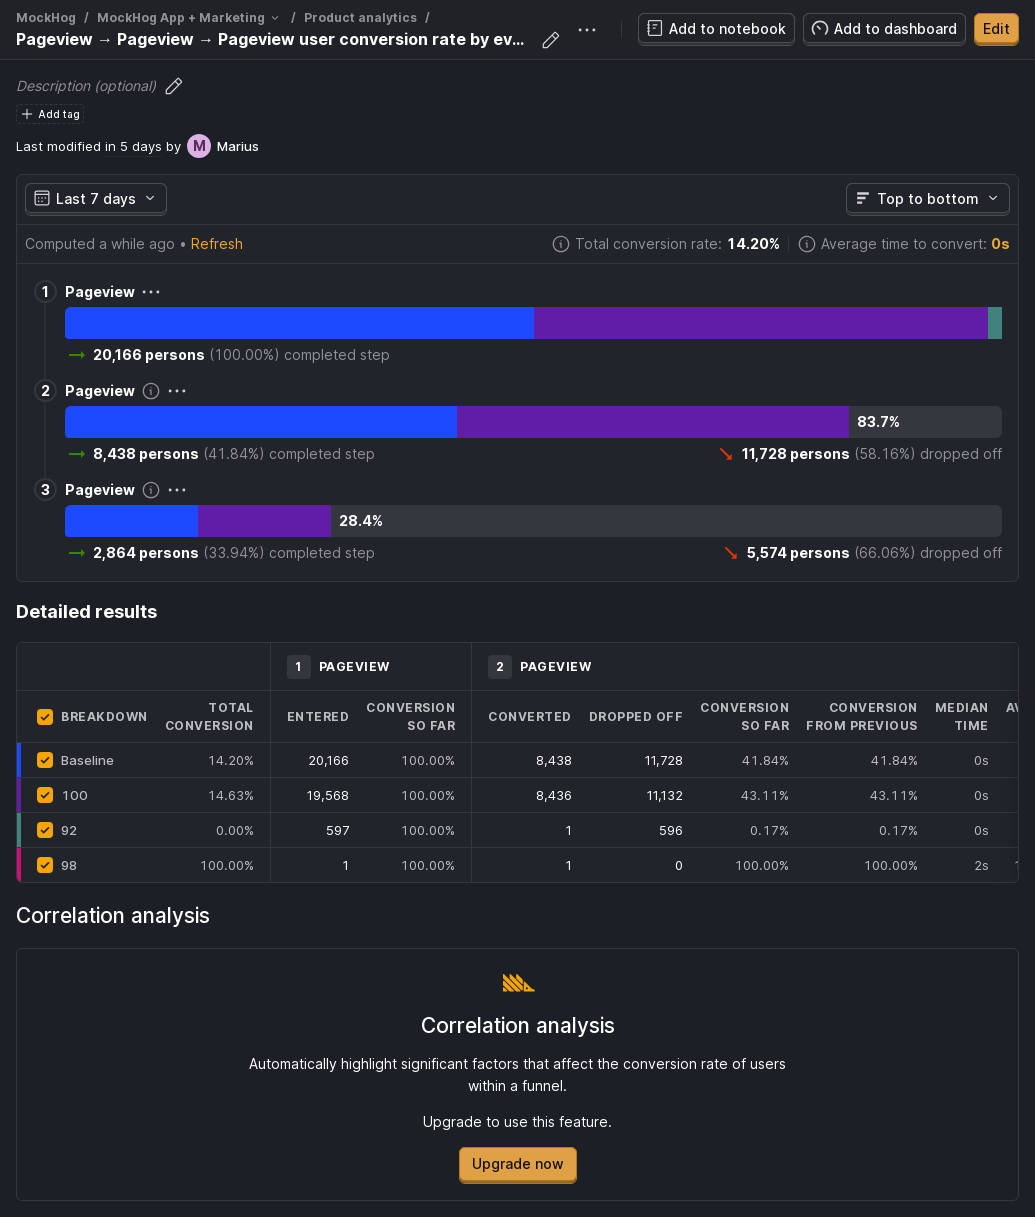 MockHog / MockHog App + Marketing / Product analytics /
Pageview → Pageview → Pageview user conversion rate by ev...
Add to notebook
Add to dashboard
Edit
Description (optional)
Add tag
Last modified in 5 days by M Marius
Last 7 days
Top to bottom
Computed a while ago • Refresh
Total conversion rate: 14.20%
Average time to convert: 0s
1 Pageview
20,166 persons (100.00%) completed step
2 Pageview
83.7%
8,438 persons (41.84%) completed step
11,728 persons (58.16%) dropped off
3 Pageview
28.4%
2,864 persons (33.94%) completed step
5,574 persons (66.06%) dropped off
Detailed results
1 PAGEVIEW 2 PAGEVIEW
BREAKDOWN TOTAL CONVERSION ENTERED CONVERSION SO FAR CONVERTED DROPPED OFF CONVERSION SO FAR CONVERSION FROM PREVIOUS MEDIAN TIME
Baseline 14.20% 20,166 100.00% 8,438 11,728 41.84% 41.84% 0s
100 14.63% 19,568 100.00% 8,436 11,132 43.11% 43.11% 0s
92 0.00% 597 100.00% 1 596 0.17% 0.17% 0s
98 100.00% 1 100.00% 1 0 100.00% 100.00% 2s
Correlation analysis
Correlation analysis
Automatically highlight significant factors that affect the conversion rate of users
within a funnel.
Upgrade to use this feature.
Upgrade now